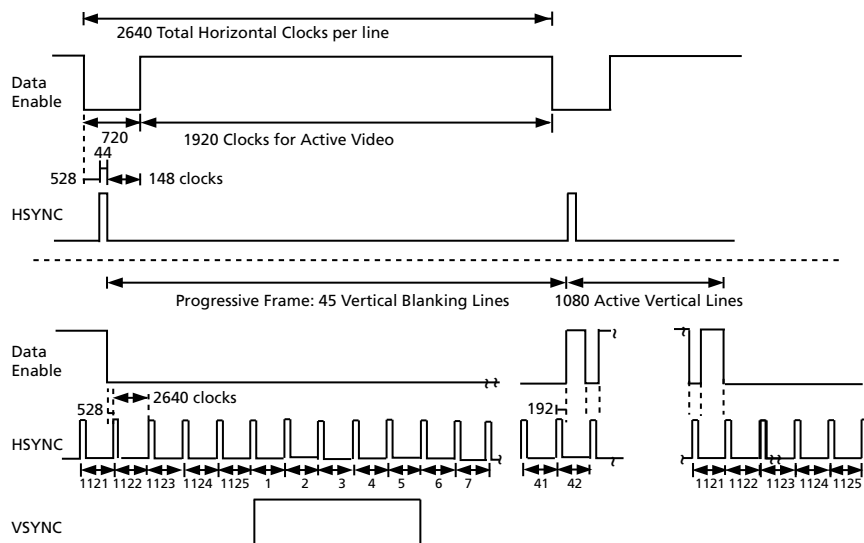 2640 Total Horizontal Clocks per line
Data
Enable
720
1920 Clocks for Active Video
44
528
148 clocks
HSYNC
Progressive Frame: 45 Vertical Blanking Lines
1080 Active Vertical Lines
Data
Enable
2640 clocks
528
192
HSYNC
1121 1122 1123 1124 1125 1 2 3 4 5 6 7 41 42 1121 1122 1123 1124 1125
VSYNC